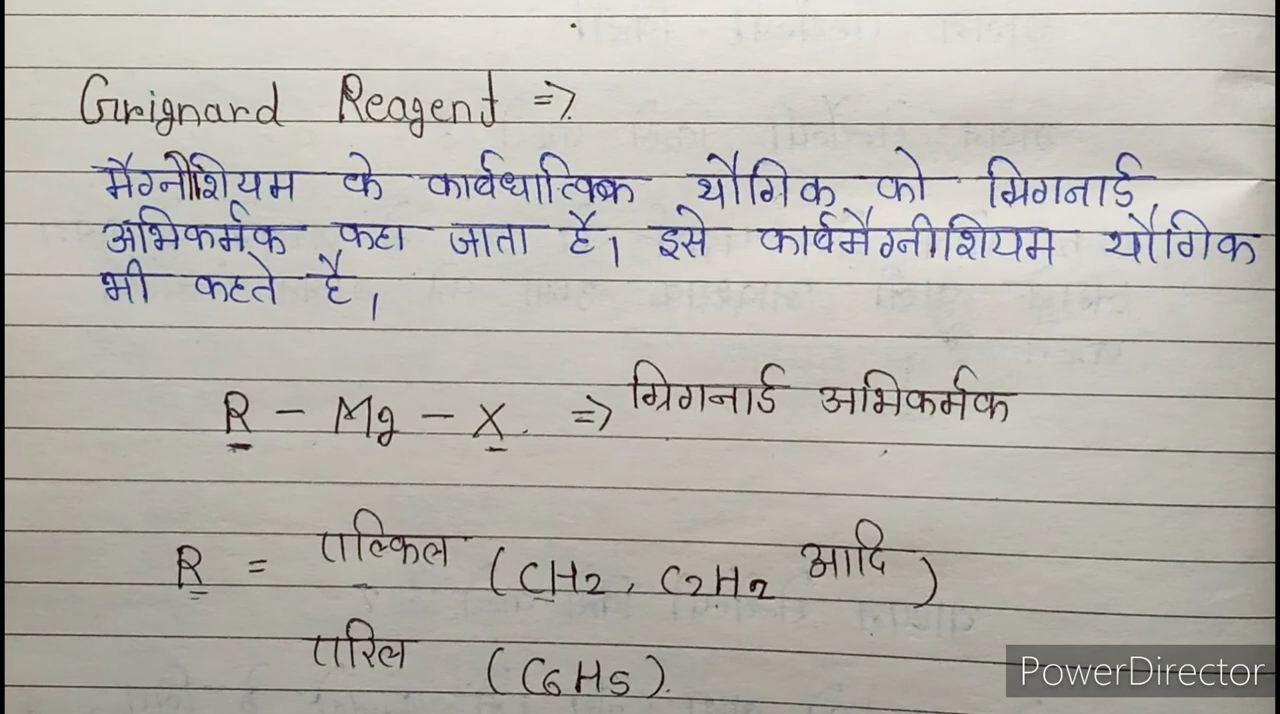 Grignard Reagent =>
मैग्नीशियम के कार्बधात्विक यौगिक को ग्रिगनार्ड
अभिकर्मक कहा जाता है। इसे कार्बमैग्नीशियम यौगिक
भी कहते है।
R - Mg - X. => ग्रिगनार्ड अभिकर्मक
R = एल्किल (CH2, C2H2 आदि)
एरिल (C6H5).
PowerDirector